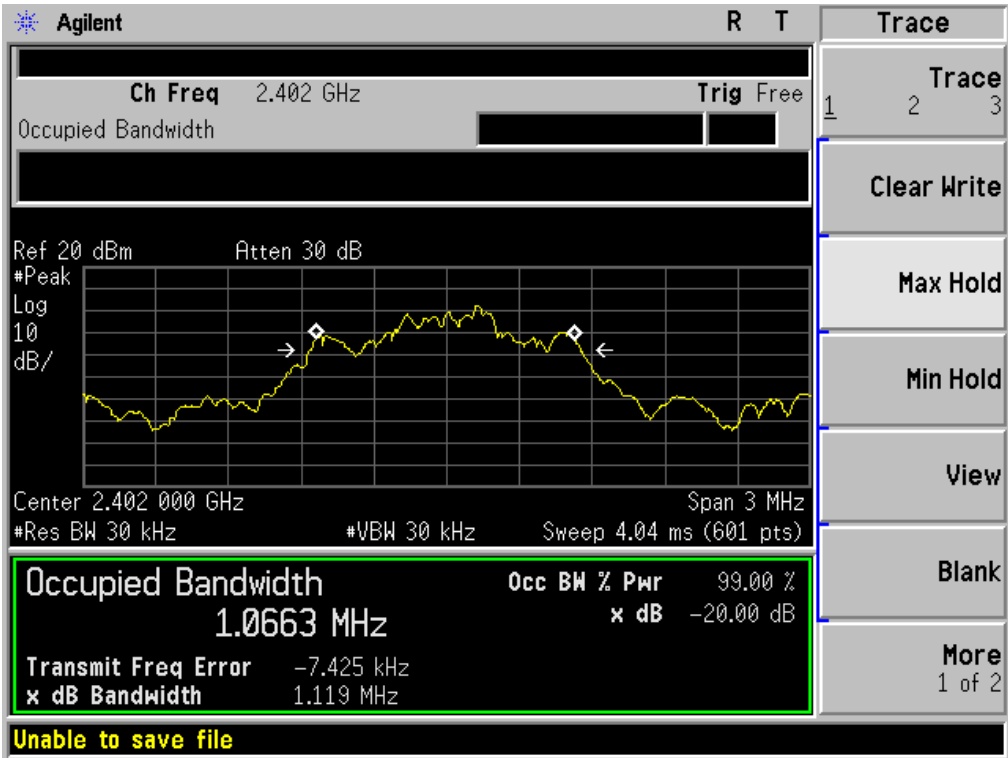 Agilent R T
Ch Freq 2.402 GHz Trig Free
Occupied Bandwidth
Ref 20 dBm Atten 30 dB
#Peak
Log
10
dB/
Center 2.402 000 GHz Span 3 MHz
#Res BW 30 kHz #VBW 30 kHz Sweep 4.04 ms (601 pts)
Occupied Bandwidth
1.0663 MHz
Occ BW % Pwr 99.00 %
x dB -20.00 dB
Transmit Freq Error -7.425 kHz
x dB Bandwidth 1.119 MHz
Unable to save file
Trace
Trace
1 2 3
Clear Write
Max Hold
Min Hold
View
Blank
More
1 of 2